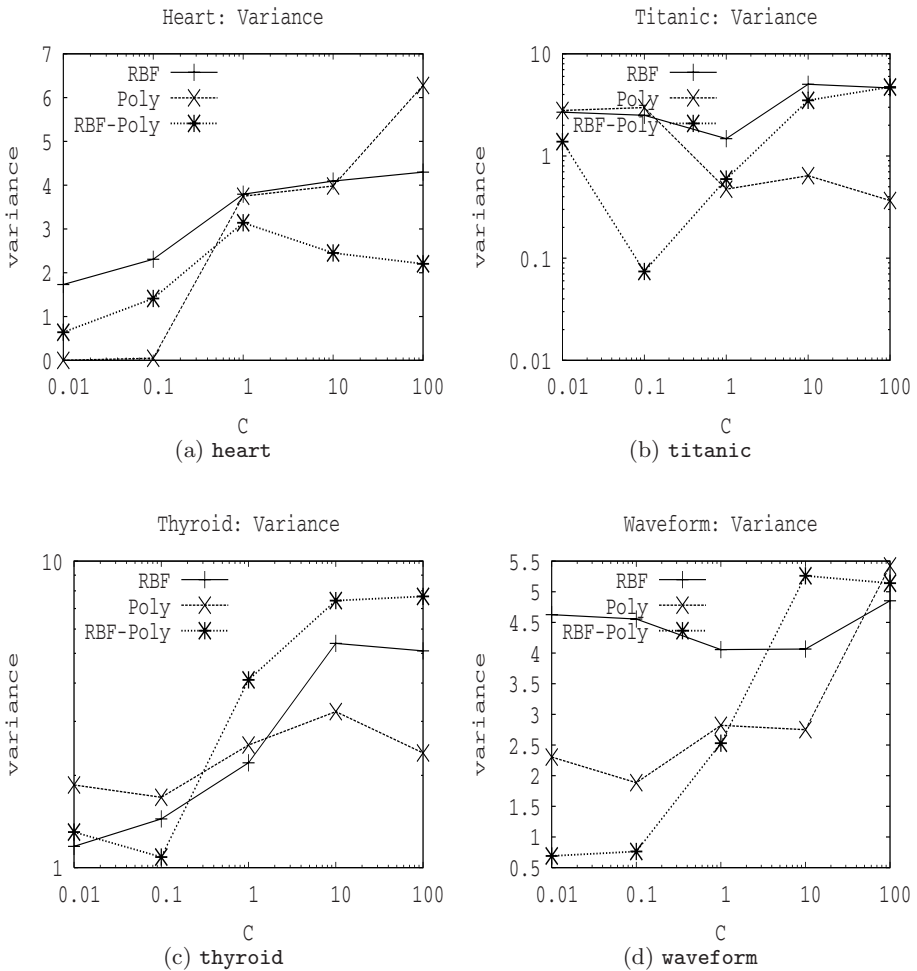 Heart: Variance
7
6
5
4
3
2
1
0
variance
RBF
Poly
RBF-Poly
0.01 0.1 1 10 100
C
(a) heart
Titanic: Variance
10
1
0.1
0.01
variance
RBF
Poly
RBF-Poly
0.01 0.1 1 10 100
C
(b) titanic
Thyroid: Variance
10
1
variance
RBF
Poly
RBF-Poly
0.01 0.1 1 10 100
C
(c) thyroid
Waveform: Variance
5.5
5
4.5
4
3.5
3
2.5
2
1.5
1
0.5
variance
RBF
Poly
RBF-Poly
0.01 0.1 1 10 100
C
(d) waveform